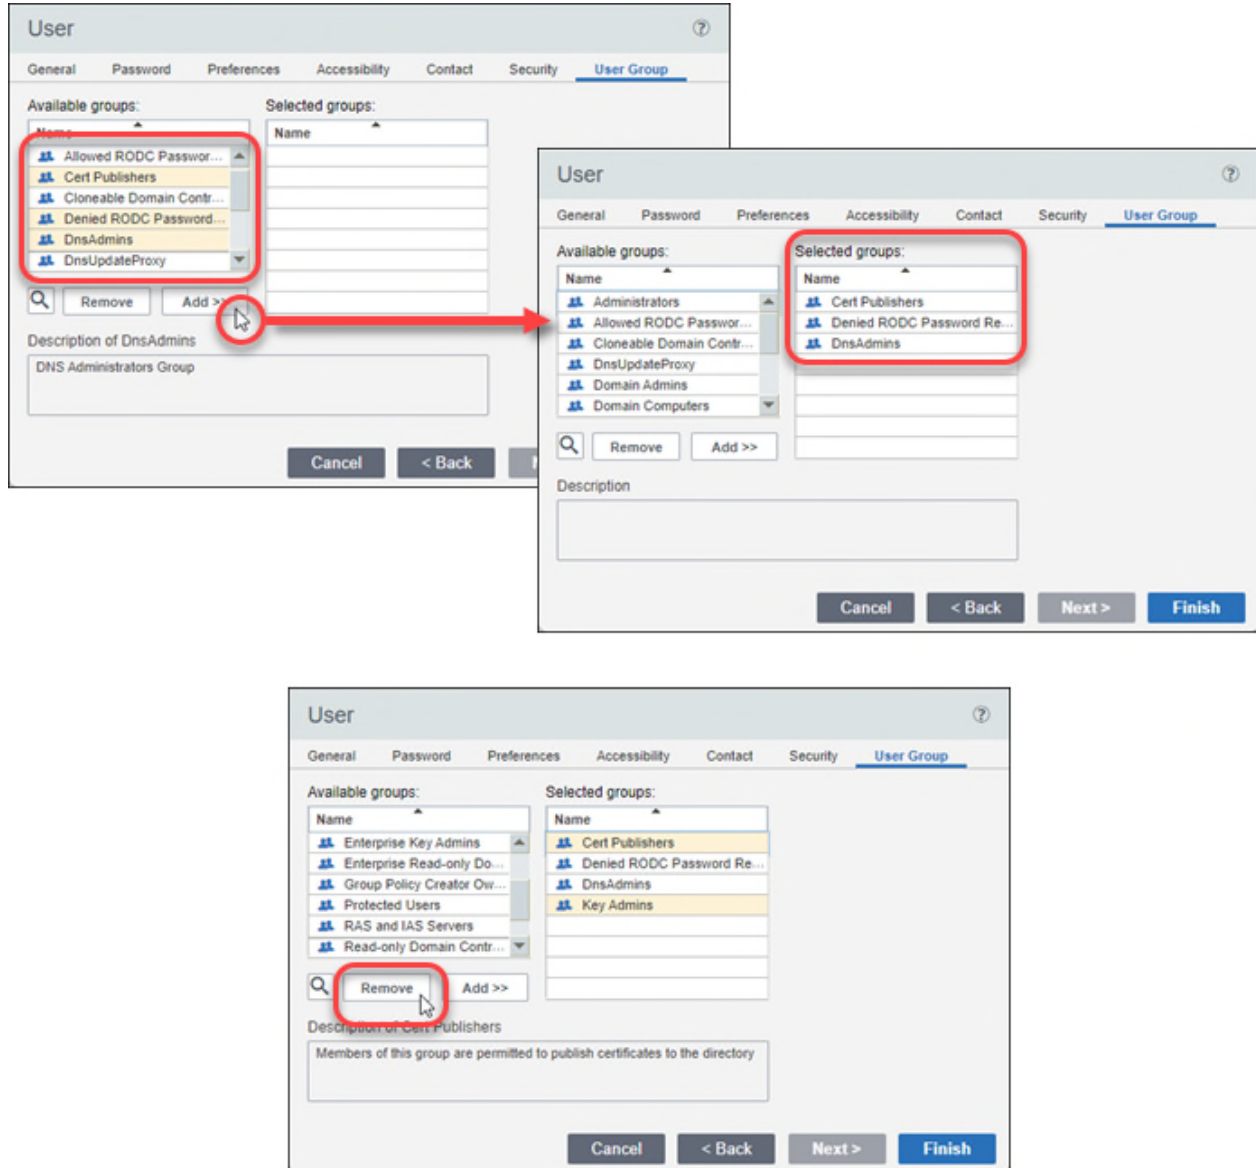 User
General Password Preferences Accessibility Contact Security User Group
Available groups: Selected groups:
Name Name
Allowed RODC Passwor...
Cert Publishers
Cloneable Domain Contr...
Denied RODC Password...
DnsAdmins
DnsUpdateProxy
Remove Add >>
Description of DnsAdmins
DNS Administrators Group
Cancel < Back
User
General Password Preferences Accessibility Contact Security User Group
Available groups: Selected groups:
Name Name
Administrators Cert Publishers
Allowed RODC Passwor... Denied RODC Password Re...
Cloneable Domain Contr... DnsAdmins
DnsUpdateProxy
Domain Admins
Domain Computers
Remove Add >>
Description
Cancel < Back Next > Finish
User
General Password Preferences Accessibility Contact Security User Group
Available groups: Selected groups:
Name Name
Enterprise Key Admins Cert Publishers
Enterprise Read-only Do... Denied RODC Password Re...
Group Policy Creator Ow... DnsAdmins
Protected Users Key Admins
RAS and IAS Servers
Read-only Domain Contr...
Remove Add >>
Description of Cert Publishers
Members of this group are permitted to publish certificates to the directory
Cancel < Back Next > Finish